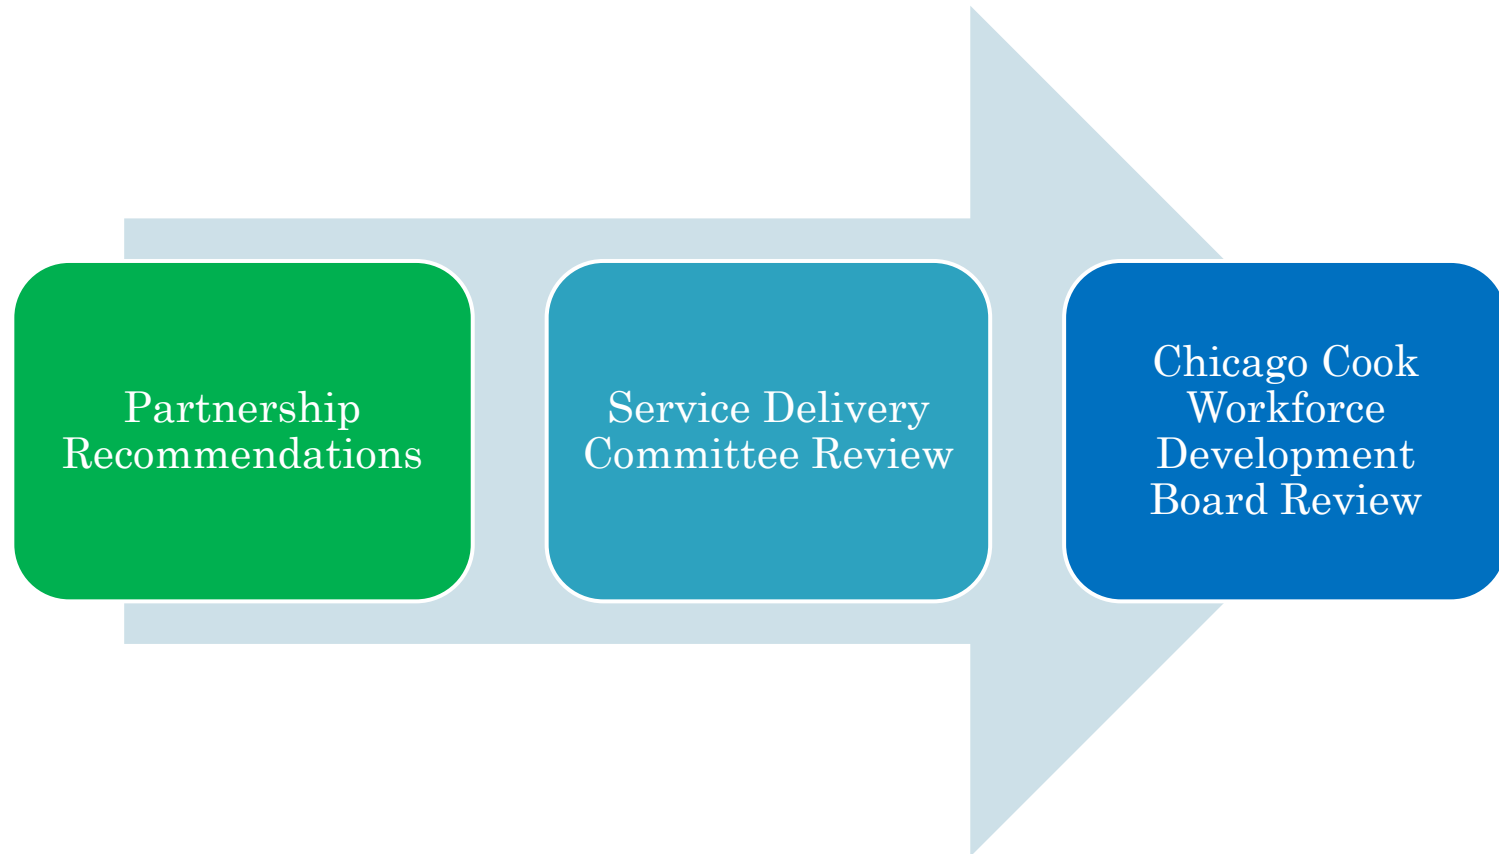 Partnership
Recommendations
Service Delivery
Committee Review
Chicago Cook
Workforce
Development
Board Review